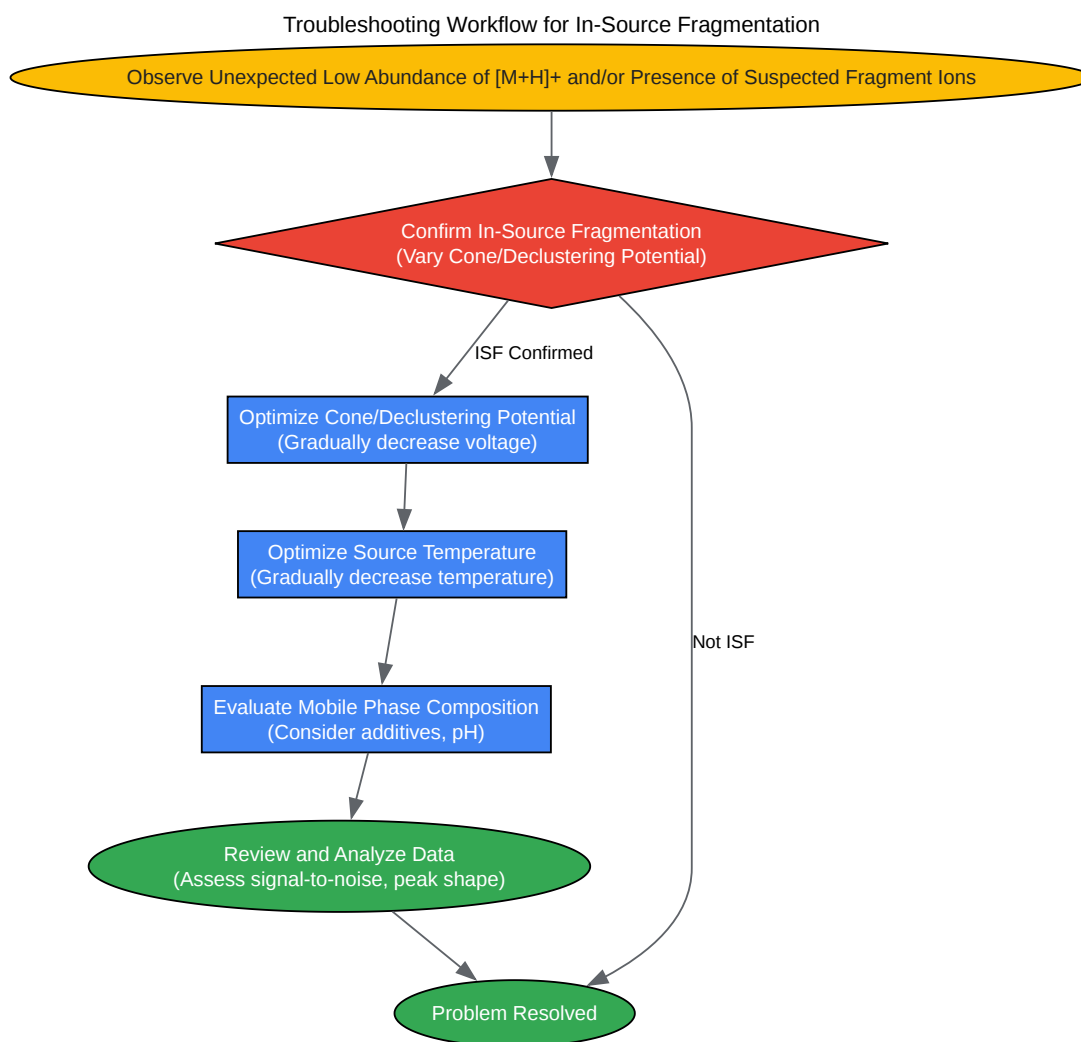 Troubleshooting Workflow for In-Source Fragmentation
Observe Unexpected Low Abundance of [M+H]+ and/or Presence of Suspected Fragment Ions
Confirm In-Source Fragmentation
(Vary Cone/Declustering Potential)
ISF Confirmed
Optimize Cone/Declustering Potential
(Gradually decrease voltage)
Optimize Source Temperature
(Gradually decrease temperature)
Not ISF
Evaluate Mobile Phase Composition
(Consider additives, pH)
Review and Analyze Data
(Assess signal-to-noise, peak shape)
Problem Resolved